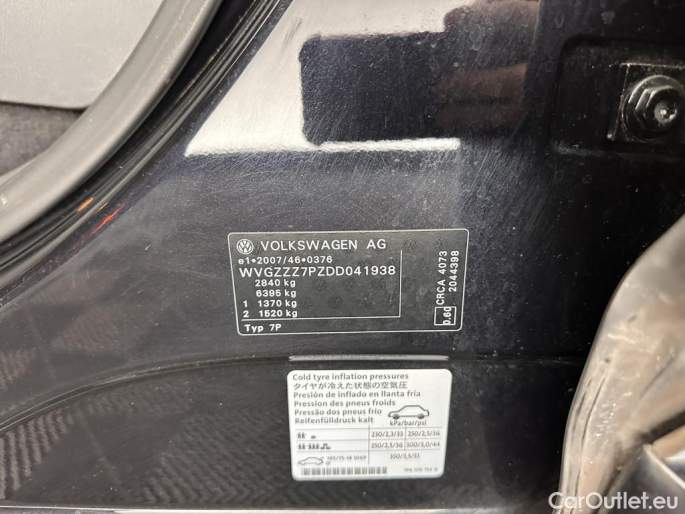 VOLKSWAGEN AG
e1*2007/46*0376
WVGZZZ7PZDD041938
2840 kg
6395 kg
1 1370 kg
2 1520 kg
Typ 7P
CRCA 4073
2044398
0.60
Cold tyre inflation pressures
タイヤが冷えた状態の空気圧
Presión de inflado en llanta fría
Pression des pneus froids
Pressão dos pneus frio
Reifenfülldruck kalt
kPa/bar/psi
230/2,3/33 250/2,5/36
250/2,5/36 300/3,0/44
350/3,5/51
CarOutlet.eu